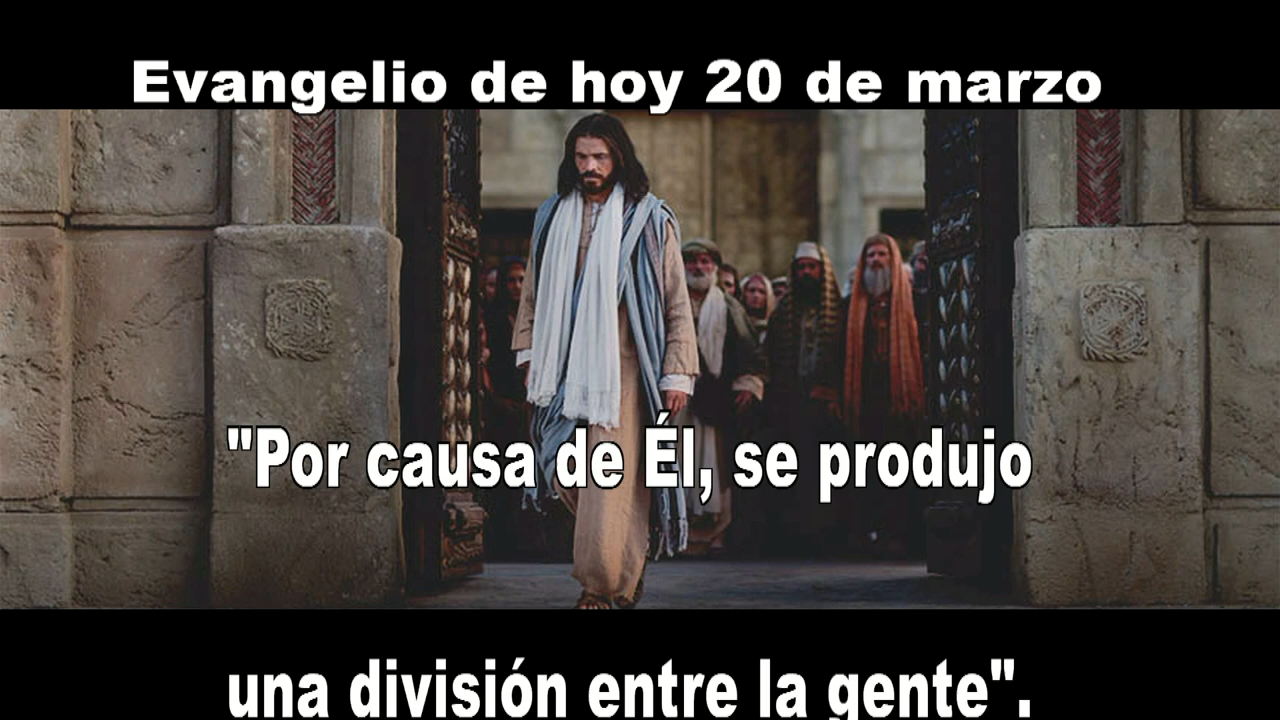 Evangelio de hoy 20 de marzo
"Por causa de Él, se produjo
una división entre la gente".